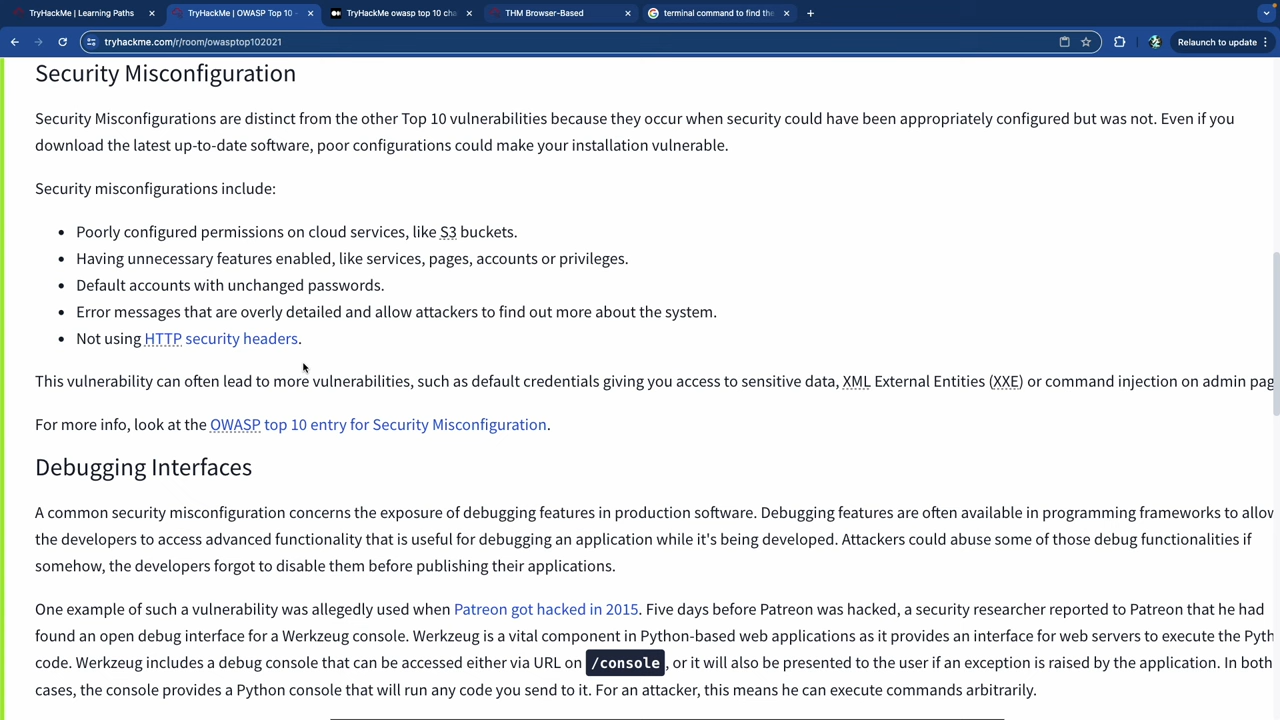 TryHackMe | Learning Paths
TryHackMe | OWASP Top 10 -
TryHackMe owasp top 10 cha
THM Browser-Based
terminal command to find the
tryhackme.com/r/room/owasptop102021
Relaunch to update
Security Misconfiguration
Security Misconfigurations are distinct from the other Top 10 vulnerabilities because they occur when security could have been appropriately configured but was not. Even if you
download the latest up-to-date software, poor configurations could make your installation vulnerable.
Security misconfigurations include:
• Poorly configured permissions on cloud services, like S3 buckets.
• Having unnecessary features enabled, like services, pages, accounts or privileges.
• Default accounts with unchanged passwords.
• Error messages that are overly detailed and allow attackers to find out more about the system.
• Not using HTTP security headers.
This vulnerability can often lead to more vulnerabilities, such as default credentials giving you access to sensitive data, XML External Entities (XXE) or command injection on admin pag
For more info, look at the OWASP top 10 entry for Security Misconfiguration.
Debugging Interfaces
A common security misconfiguration concerns the exposure of debugging features in production software. Debugging features are often available in programming frameworks to allow
the developers to access advanced functionality that is useful for debugging an application while it's being developed. Attackers could abuse some of those debug functionalities if
somehow, the developers forgot to disable them before publishing their applications.
One example of such a vulnerability was allegedly used when Patreon got hacked in 2015. Five days before Patreon was hacked, a security researcher reported to Patreon that he had
found an open debug interface for a Werkzeug console. Werkzeug is a vital component in Python-based web applications as it provides an interface for web servers to execute the Pyth
code. Werkzeug includes a debug console that can be accessed either via URL on /console, or it will also be presented to the user if an exception is raised by the application. In both
cases, the console provides a Python console that will run any code you send to it. For an attacker, this means he can execute commands arbitrarily.